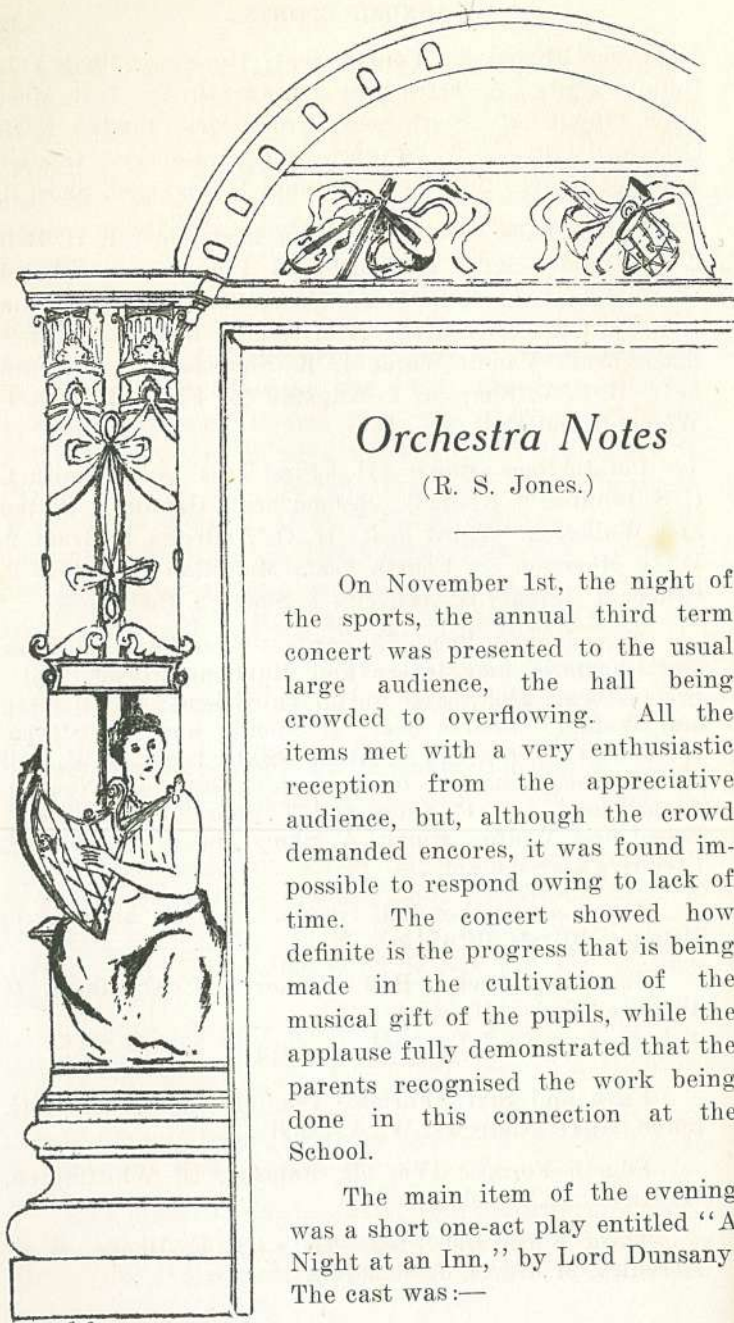 Orchestra Notes
(R. S. Jones.)
On November 1st, the night of
the sports, the annual third term
concert was presented to the usual
large audience, the hall being
crowded to overflowing. All the
items met with a very enthusiastic
reception from the appreciative
audience, but, although the crowd
demanded encores, it was found im-
possible to respond owing to lack of
time. The concert showed how
definite is the progress that is being
made in the cultivation of the
musical gift of the pupils, while the
applause fully demonstrated that the
parents recognised the work being
done in this connection at the
School.
The main item of the evening
was a short one-act play entitled "A
Night at an Inn," by Lord Dunsany
The cast was:—